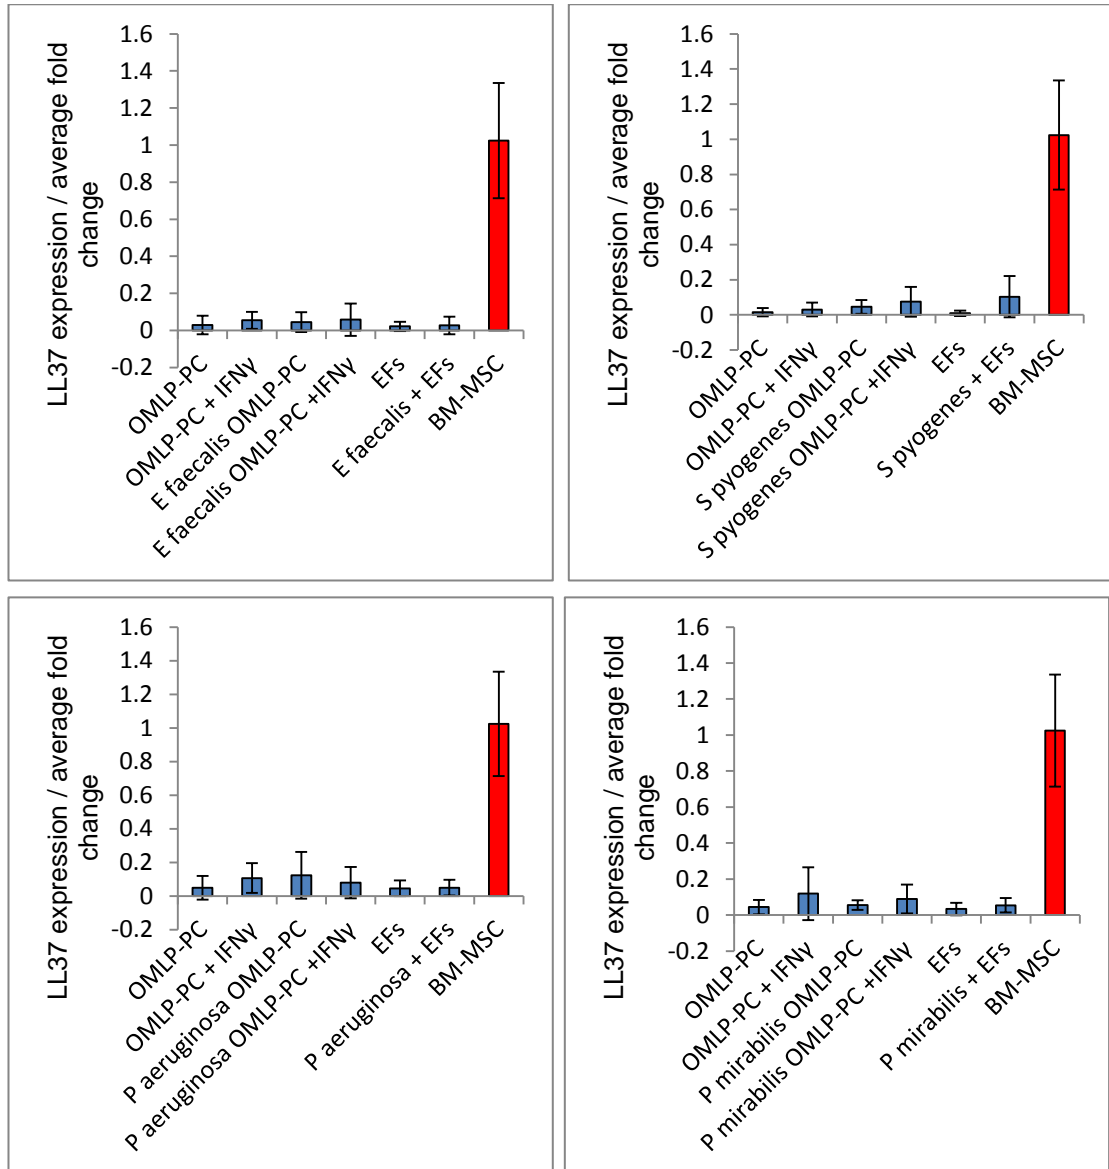 LL37 expression / average fold
change
1.6
1.4
1.2
1
0.8
0.6
0.4
0.2
0
-0.2
OMLP-PC
OMLP-PC + IFNγ
E faecalis OMLP-PC
E faecalis OMLP-PC +IFNγ
EFs
E faecalis + EFs
BM-MSC
LL37 expression / average fold
change
1.6
1.4
1.2
1
0.8
0.6
0.4
0.2
0
-0.2
OMLP-PC
OMLP-PC + IFNγ
S pyogenes OMLP-PC
S pyogenes OMLP-PC +IFNγ
EFs
S pyogenes + EFs
BM-MSC
LL37 expression / average fold
change
1.6
1.4
1.2
1
0.8
0.6
0.4
0.2
0
-0.2
OMLP-PC
OMLP-PC + IFNγ
P aeruginosa OMLP-PC
P aeruginosa OMLP-PC +IFNγ
EFs
P aeruginosa + EFs
BM-MSC
LL37 expression / average fold
change
1.6
1.4
1.2
1
0.8
0.6
0.4
0.2
0
-0.2
OMLP-PC
OMLP-PC + IFNγ
P mirabilis OMLP-PC
P mirabilis OMLP-PC +IFNγ
EFs
P mirabilis + EFs
BM-MSC